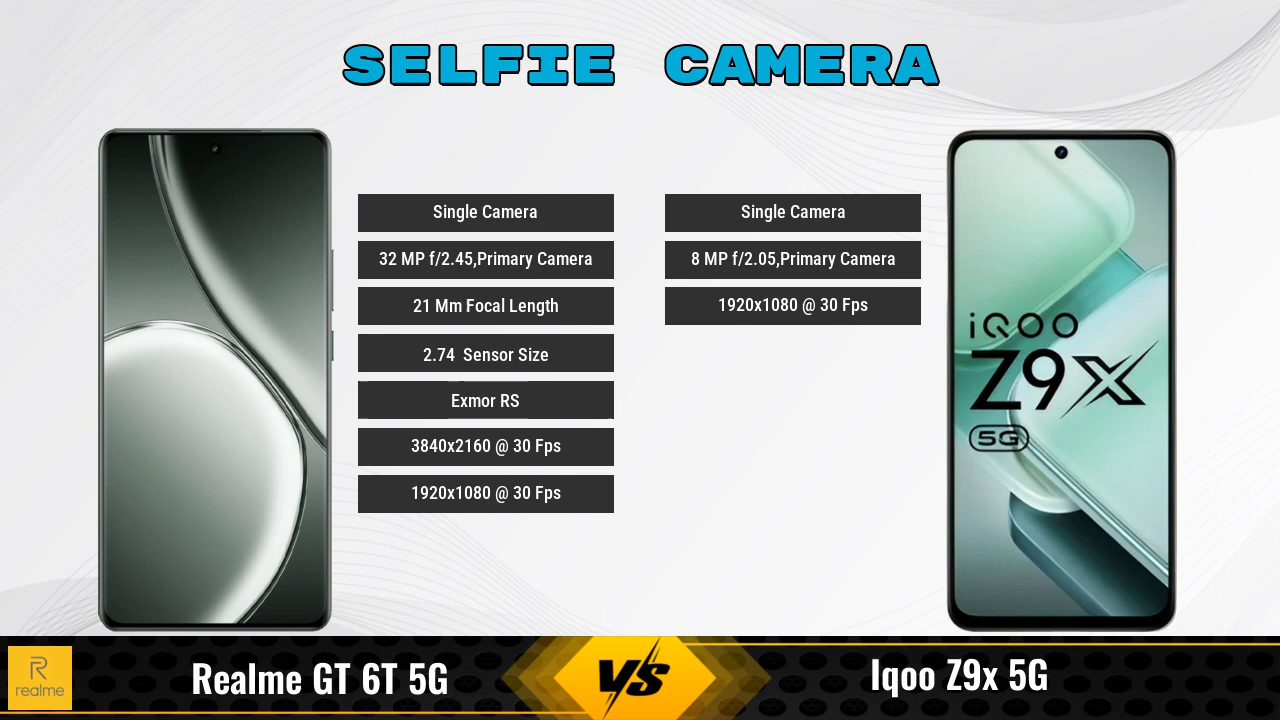 SELFIE CAMERA
Single Camera
32 MP f/2.45,Primary Camera
21 Mm Focal Length
2.74 Sensor Size
Exmor RS
3840x2160 @ 30 Fps
1920x1080 @ 30 Fps
Single Camera
8 MP f/2.05,Primary Camera
1920x1080 @ 30 Fps
iQOO
Z9X
5G
realme
Realme GT 6T 5G
VS
Iqoo Z9x 5G